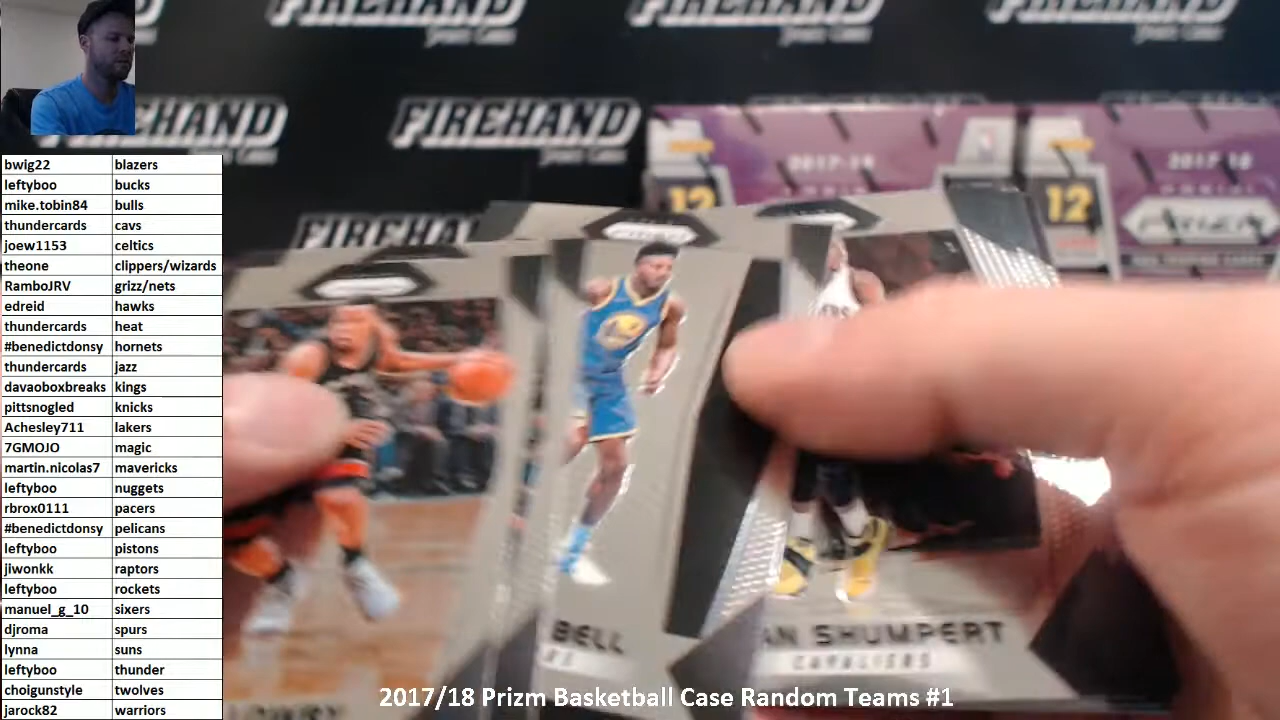 FIREHAND
FIREHAND
FIREHAND
bwig22 blazers
leftyboo bucks
mike.tobin84 bulls
thundercards cavs
joew1153 celtics
theone clippers/wizards
RamboJRV grizz/nets
edreid hawks
thundercards heat
#benedictdonsy hornets
thundercards jazz
davaoboxbreaks kings
pittsnogled knicks
Achesley711 lakers
7GMOJO magic
martin.nicolas7 mavericks
leftyboo nuggets
rbrox0111 pacers
#benedictdonsy pelicans
leftyboo pistons
jiwonkk raptors
leftyboo rockets
manuel_g_10 sixers
djroma spurs
lynna suns
leftyboo thunder
choigunstyle twolves
jarock82 warriors
2017-18
12
2017-18
12
PRIZM
BELL
AN SHUMPERT
CAVALIERS
2017/18 Prizm Basketball Case Random Teams #1